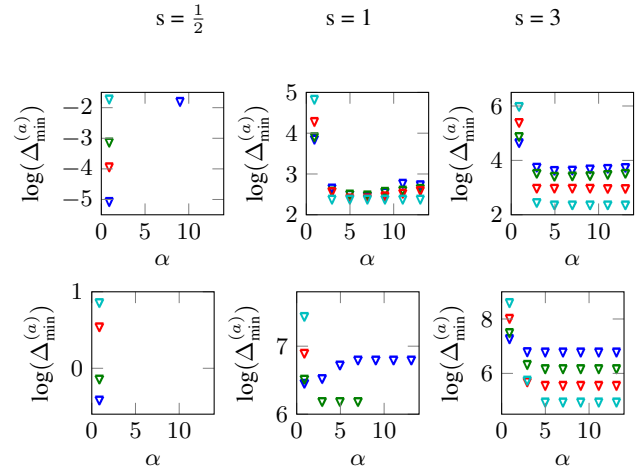 s = 1/2 s = 1 s = 3
−2 −3 −4 −5 log(Δ_min^(a)) 0 5 10 α
5 4 3 2 log(Δ_min^(a)) 0 5 10 α
6 4 2 log(Δ_min^(a)) 0 5 10 α
1 0 log(Δ_min^(a)) 0 5 10 α
7 6 log(Δ_min^(a)) 0 5 10 α
8 6 log(Δ_min^(a)) 0 5 10 α